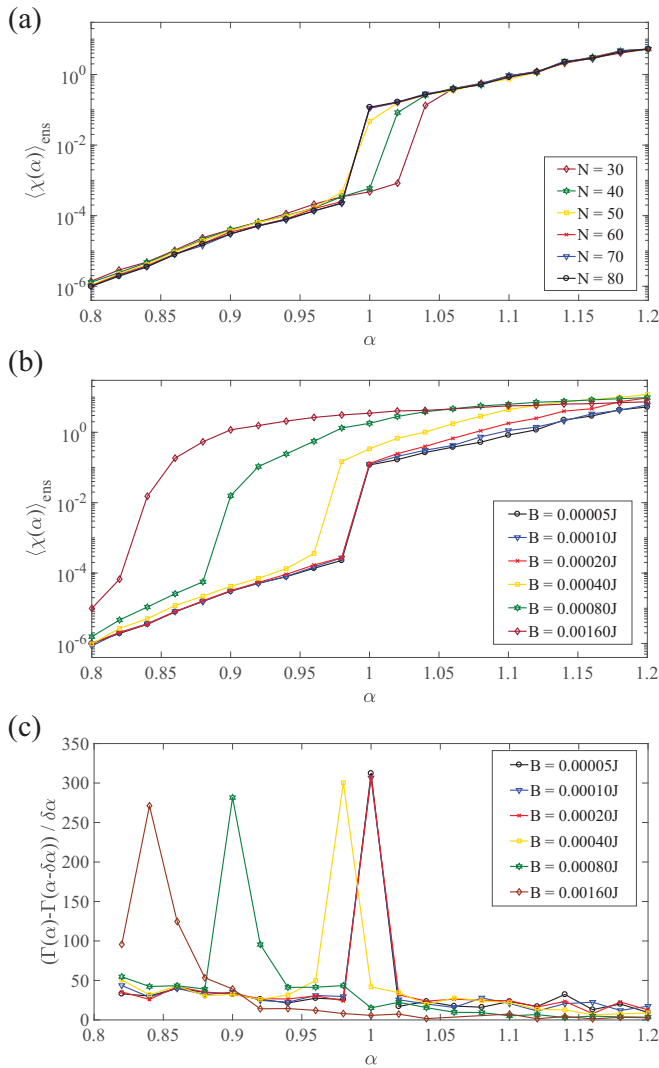 (a)
⟨χ(α)⟩ens
10^0
10^-2
10^-4
10^-6
N = 30
N = 40
N = 50
N = 60
N = 70
N = 80
0.8 0.85 0.9 0.95 1 1.05 1.1 1.15 1.2
α
(b)
⟨χ(α)⟩ens
10^0
10^-2
10^-4
10^-6
B = 0.00005J
B = 0.00010J
B = 0.00020J
B = 0.00040J
B = 0.00080J
B = 0.00160J
0.8 0.85 0.9 0.95 1 1.05 1.1 1.15 1.2
α
(c)
(Γ(α)-Γ(α-δα)) / δα
350
300
250
200
150
100
50
0
B = 0.00005J
B = 0.00010J
B = 0.00020J
B = 0.00040J
B = 0.00080J
B = 0.00160J
0.8 0.85 0.9 0.95 1 1.05 1.1 1.15 1.2
α